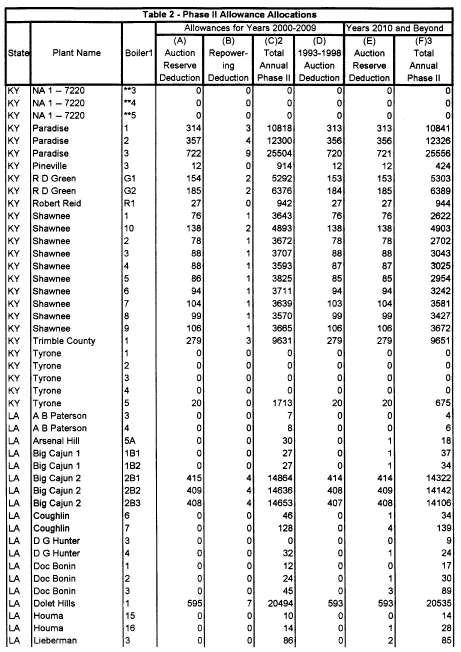 Table 2 - Phase II Allowance Allocations
Allowances for Years 2000-2009 Years 2010 and Beyond
(A) (B) (C)2 (D) (E) (F)3
Auction Repower- Total 1993-1998 Auction Total
State Plant Name Boiler1 Reserve ing Annual Auction Reserve Annual
Deduction Deduction Phase II Deduction Deduction Phase II
KY NA 1 -- 7220 **3 0 0 0 0 0 0
KY NA 1 -- 7220 **4 0 0 0 0 0 0
KY NA 1 -- 7220 **5 0 0 0 0 0 0
KY Paradise 1 314 3 10818 313 313 10841
KY Paradise 2 357 4 12300 356 356 12326
KY Paradise 3 722 9 25504 720 721 25556
KY Pineville 3 12 0 914 12 12 424
KY R D Green G1 154 2 5292 153 153 5303
KY R D Green G2 185 2 6376 184 185 6389
KY Robert Reid R1 27 0 942 27 27 944
KY Shawnee 1 76 1 3643 76 76 2622
KY Shawnee 10 138 2 4893 138 138 4903
KY Shawnee 2 78 1 3672 78 78 2702
KY Shawnee 3 88 1 3707 88 88 3043
KY Shawnee 4 88 1 3593 87 87 3025
KY Shawnee 5 86 1 3825 85 85 2954
KY Shawnee 6 94 1 3711 94 94 3242
KY Shawnee 7 104 1 3639 103 104 3581
KY Shawnee 8 99 1 3570 99 99 3427
KY Shawnee 9 106 1 3665 106 106 3672
KY Trimble County 1 279 3 9631 279 279 9651
KY Tyrone 1 0 0 0 0 0 0
KY Tyrone 2 0 0 0 0 0 0
KY Tyrone 3 0 0 0 0 0 0
KY Tyrone 4 0 0 0 0 0 0
KY Tyrone 5 20 0 1713 20 20 675
LA A B Paterson 3 0 0 7 0 0 4
LA A B Paterson 4 0 0 8 0 0 6
LA Arsenal Hill 5A 0 0 30 0 1 18
LA Big Cajun 1 1B1 0 0 27 0 1 37
LA Big Cajun 1 1B2 0 0 27 0 1 34
LA Big Cajun 2 2B1 415 4 14864 414 414 14322
LA Big Cajun 2 2B2 409 4 14636 408 409 14142
LA Big Cajun 2 2B3 408 4 14653 407 408 14106
LA Coughlin 6 0 0 46 0 1 34
LA Coughlin 7 0 0 128 0 4 139
LA D G Hunter 3 0 0 0 0 0 9
LA D G Hunter 4 0 0 32 0 1 24
LA Doc Bonin 1 0 0 12 0 0 17
LA Doc Bonin 2 0 0 24 0 1 30
LA Doc Bonin 3 0 0 45 0 3 89
LA Dolet Hills 1 595 7 20494 593 593 20535
LA Houma 15 0 0 10 0 0 14
LA Houma 16 0 0 14 0 1 28
LA Lieberman 3 0 0 86 0 2 85